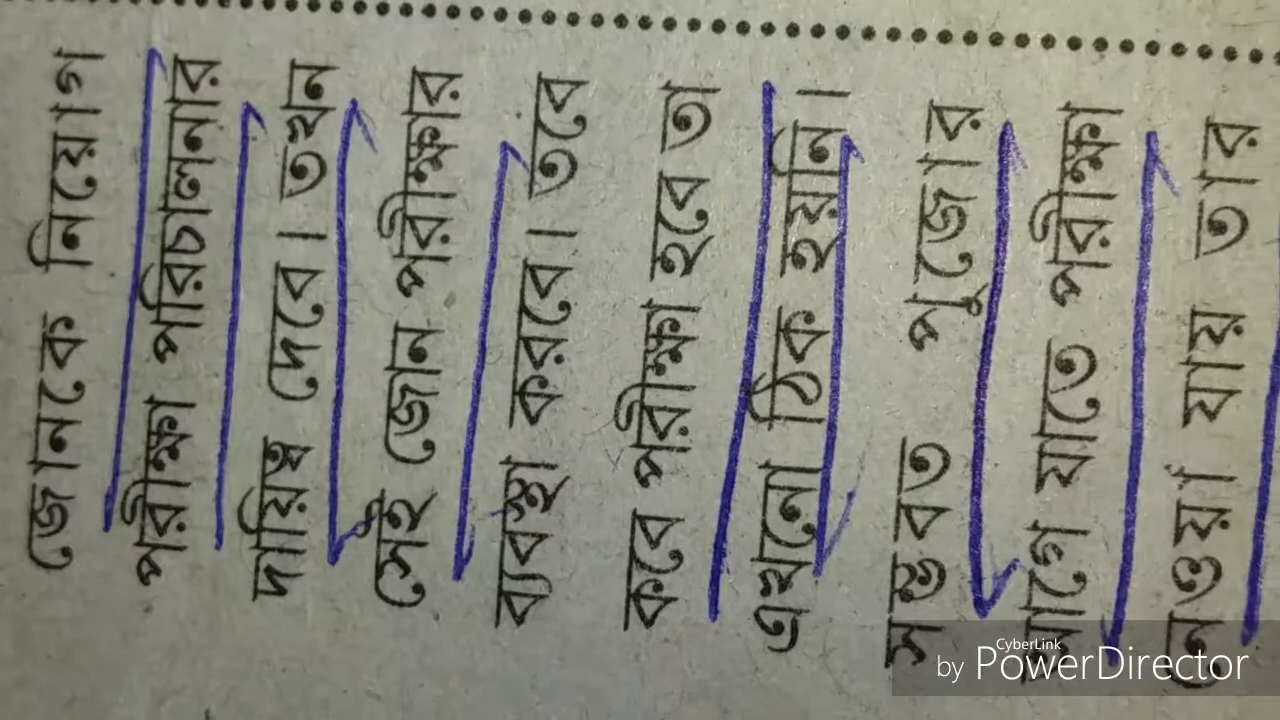 জোনকে নিয়োগ
পরীক্ষা পরিচালনার
দায়িত্ব দেবে। তখন
সেই জোন পরীক্ষার
ব্যবস্থা করবে। তবে
কবে পরীক্ষা হবে তা
এখনো ঠিক হয়নি।
সম্ভবত পুজোর
আগে যাতে পরীক্ষা
নেওয়া যায় তার
CyberLink
by PowerDirector